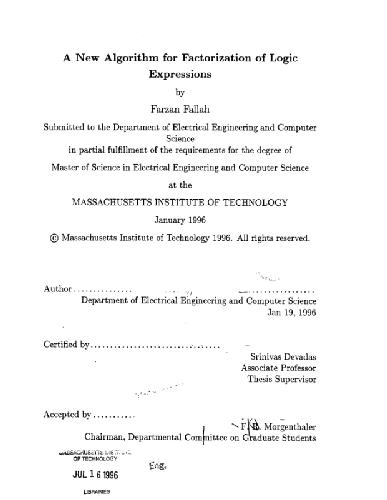 A New Algorithm for Factorization of Logic
Expressions
by
Farzan Fallah
Submitted to the Department of Electrical Engineering and Computer
Science
in partial fulfillment of the requirements for the degree of
Master of Science in Electrical Engineering and Computer Science
at the
MASSACHUSETTS INSTITUTE OF TECHNOLOGY
January 1996
© Massachusetts Institute of Technology 1996. All rights reserved.
Author
Department of Electrical Engineering and Computer Science
Jan 19, 1996
Certified by
Srinivas Devadas
Associate Professor
Thesis Supervisor
Accepted by
Morgenthaler
Chairman, Departmental Committee on Graduate Students
MASSACHUSETTS INSTITUTE
OF TECHNOLOGY
Eng.
JUL 16 1996
LIBRARIES